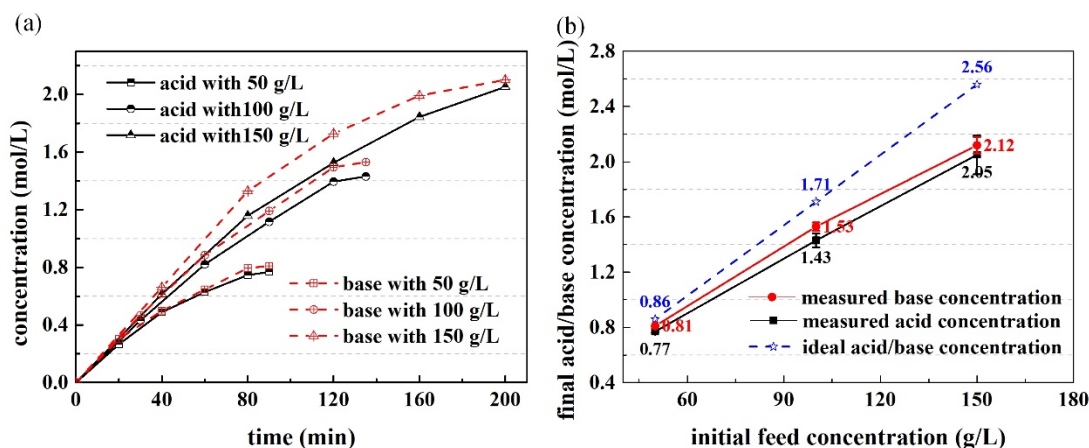 (a)
concentration (mol/L)
2.0
1.6
1.2
0.8
0.4
0.0
acid with 50 g/L
acid with100 g/L
acid with150 g/L
base with 50 g/L
base with 100 g/L
base with 150 g/L
0 40 80 120 160 200
time (min)
(b)
final acid/base concentration (mol/L)
2.8
2.4
2.0
1.6
1.2
0.8
0.4
2.56
2.12
2.05
1.71
1.53
1.43
0.86
0.81
0.77
measured base concentration
measured acid concentration
ideal acid/base concentration
60 90 120 150 180
initial feed concentration (g/L)